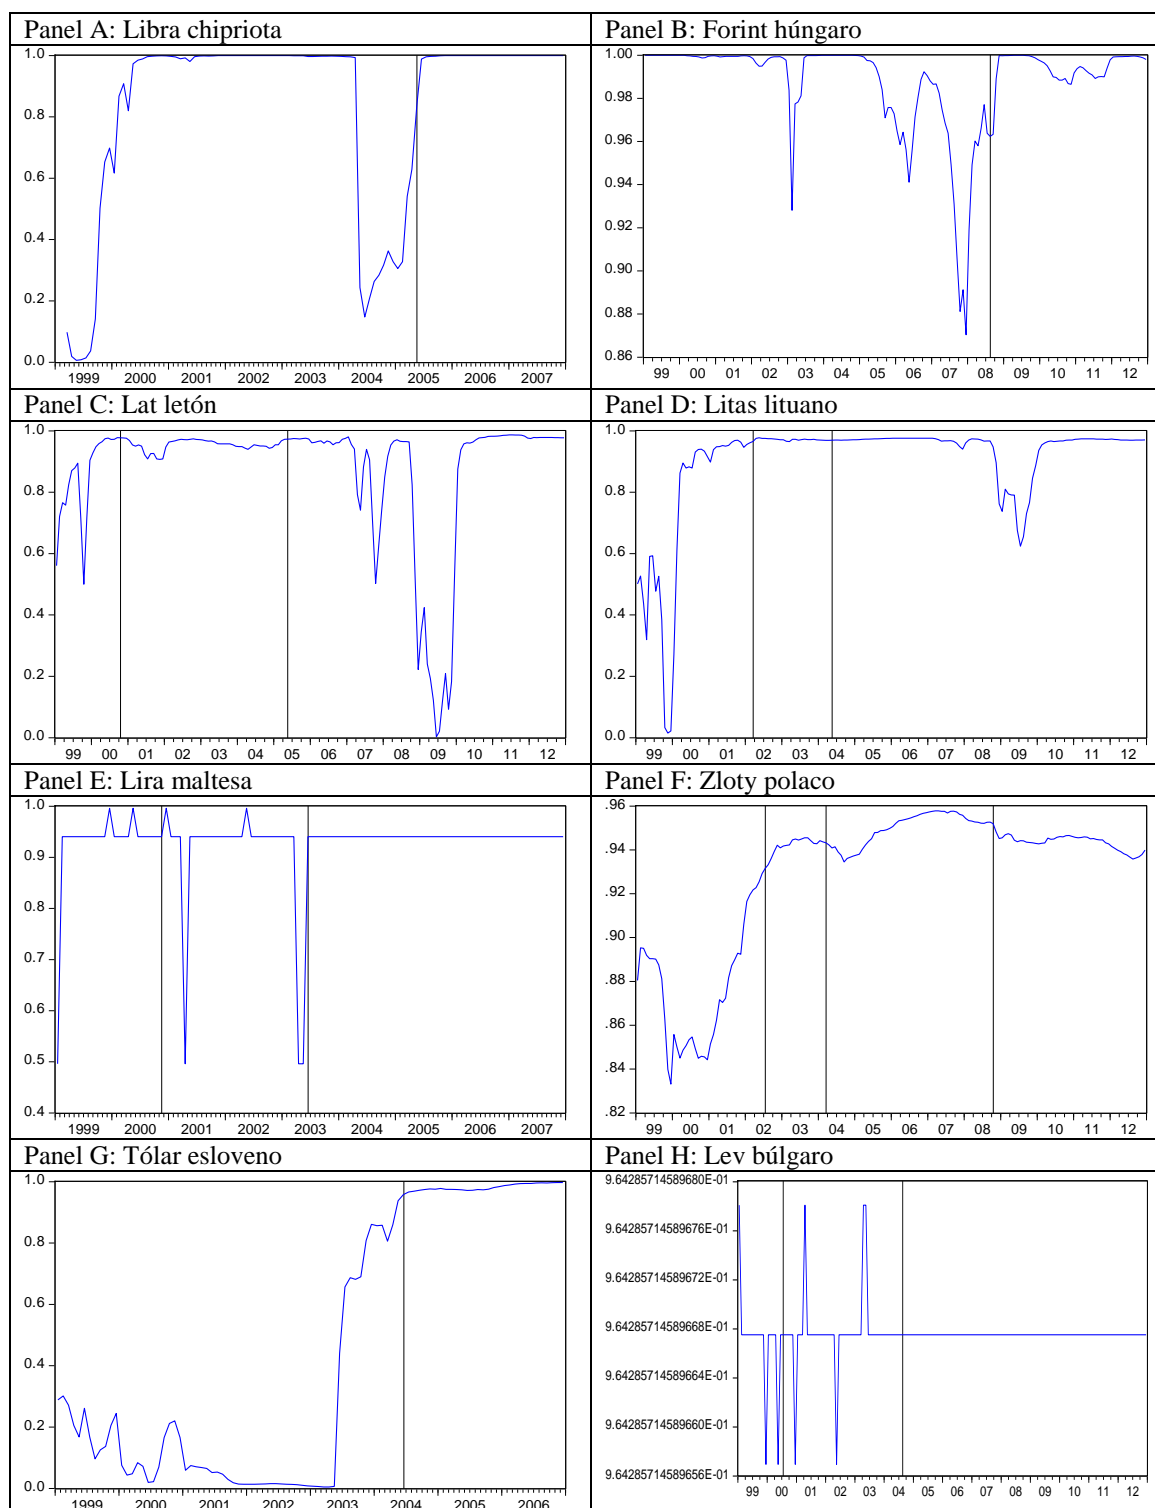 Panel A: Libra chipriota
1.0
0.8
0.6
0.4
0.2
0.0
1999 2000 2001 2002 2003 2004 2005 2006 2007
Panel B: Forint húngaro
1.00
0.98
0.96
0.94
0.92
0.90
0.88
0.86
99 00 01 02 03 04 05 06 07 08 09 10 11 12
Panel C: Lat letón
1.0
0.8
0.6
0.4
0.2
0.0
99 00 01 02 03 04 05 06 07 08 09 10 11 12
Panel D: Litas lituano
1.0
0.8
0.6
0.4
0.2
0.0
99 00 01 02 03 04 05 06 07 08 09 10 11 12
Panel E: Lira maltesa
1.0
0.9
0.8
0.7
0.6
0.5
0.4
1999 2000 2001 2002 2003 2004 2005 2006 2007
Panel F: Zloty polaco
.96
.94
.92
.90
.88
.86
.84
.82
99 00 01 02 03 04 05 06 07 08 09 10 11 12
Panel G: Tólar esloveno
1.0
0.8
0.6
0.4
0.2
0.0
1999 2000 2001 2002 2003 2004 2005 2006
Panel H: Lev búlgaro
9.64285714589680E-01
9.64285714589676E-01
9.64285714589672E-01
9.64285714589668E-01
9.64285714589664E-01
9.64285714589660E-01
9.64285714589656E-01
99 00 01 02 03 04 05 06 07 08 09 10 11 12